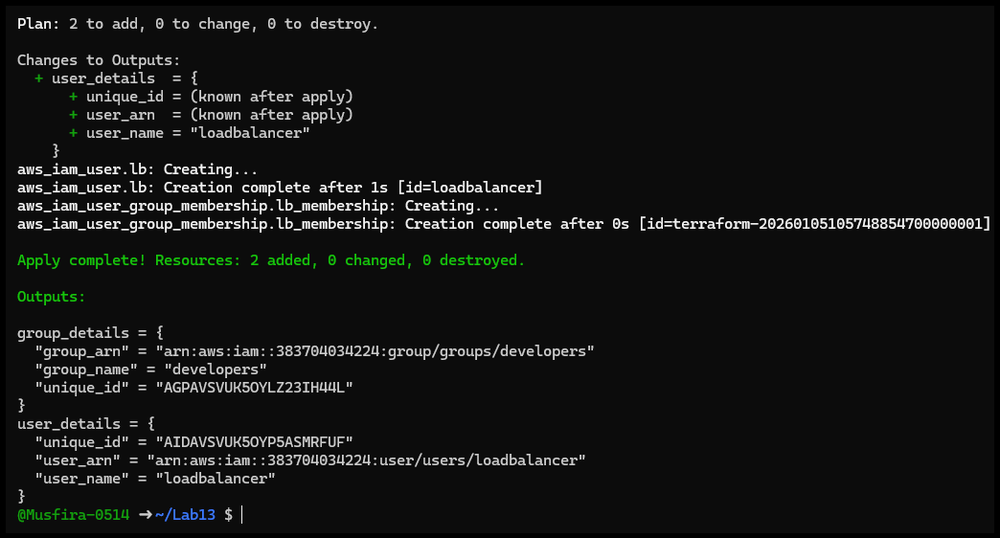 Plan: 2 to add, 0 to change, 0 to destroy.
Changes to Outputs:
  + user_details  = {
      + unique_id = (known after apply)
      + user_arn  = (known after apply)
      + user_name = "loadbalancer"
    }
aws_iam_user.lb: Creating...
aws_iam_user.lb: Creation complete after 1s [id=loadbalancer]
aws_iam_user_group_membership.lb_membership: Creating...
aws_iam_user_group_membership.lb_membership: Creation complete after 0s [id=terraform-20260105105748854700000001]
Apply complete! Resources: 2 added, 0 changed, 0 destroyed.
Outputs:
group_details = {
  "group_arn" = "arn:aws:iam::383704034224:group/groups/developers"
  "group_name" = "developers"
  "unique_id" = "AGPAVSVUK5OYLZ23IH44L"
}
user_details = {
  "unique_id" = "AIDAVSVUK5OYP5ASMRFUF"
  "user_arn" = "arn:aws:iam::383704034224:user/users/loadbalancer"
  "user_name" = "loadbalancer"
}
@Musfira-0514 ➜ ~/Lab13 $